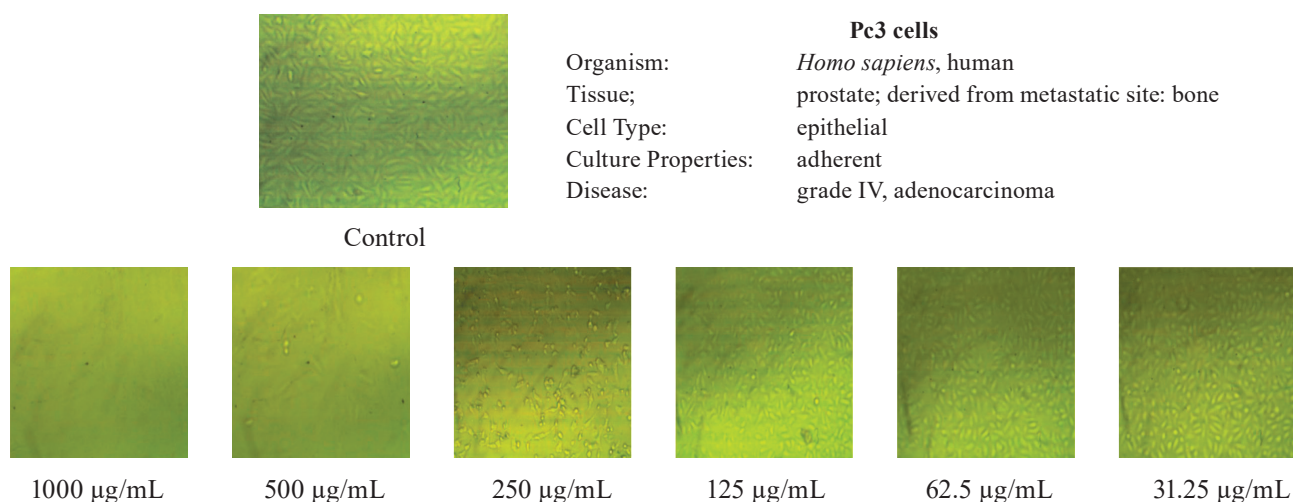 Pc3 cells
Organism: Homo sapiens, human
Tissue; prostate; derived from metastatic site: bone
Cell Type: epithelial
Culture Properties: adherent
Disease: grade IV, adenocarcinoma
Control
1000 μg/mL 500 μg/mL 250 μg/mL 125 μg/mL 62.5 μg/mL 31.25 μg/mL